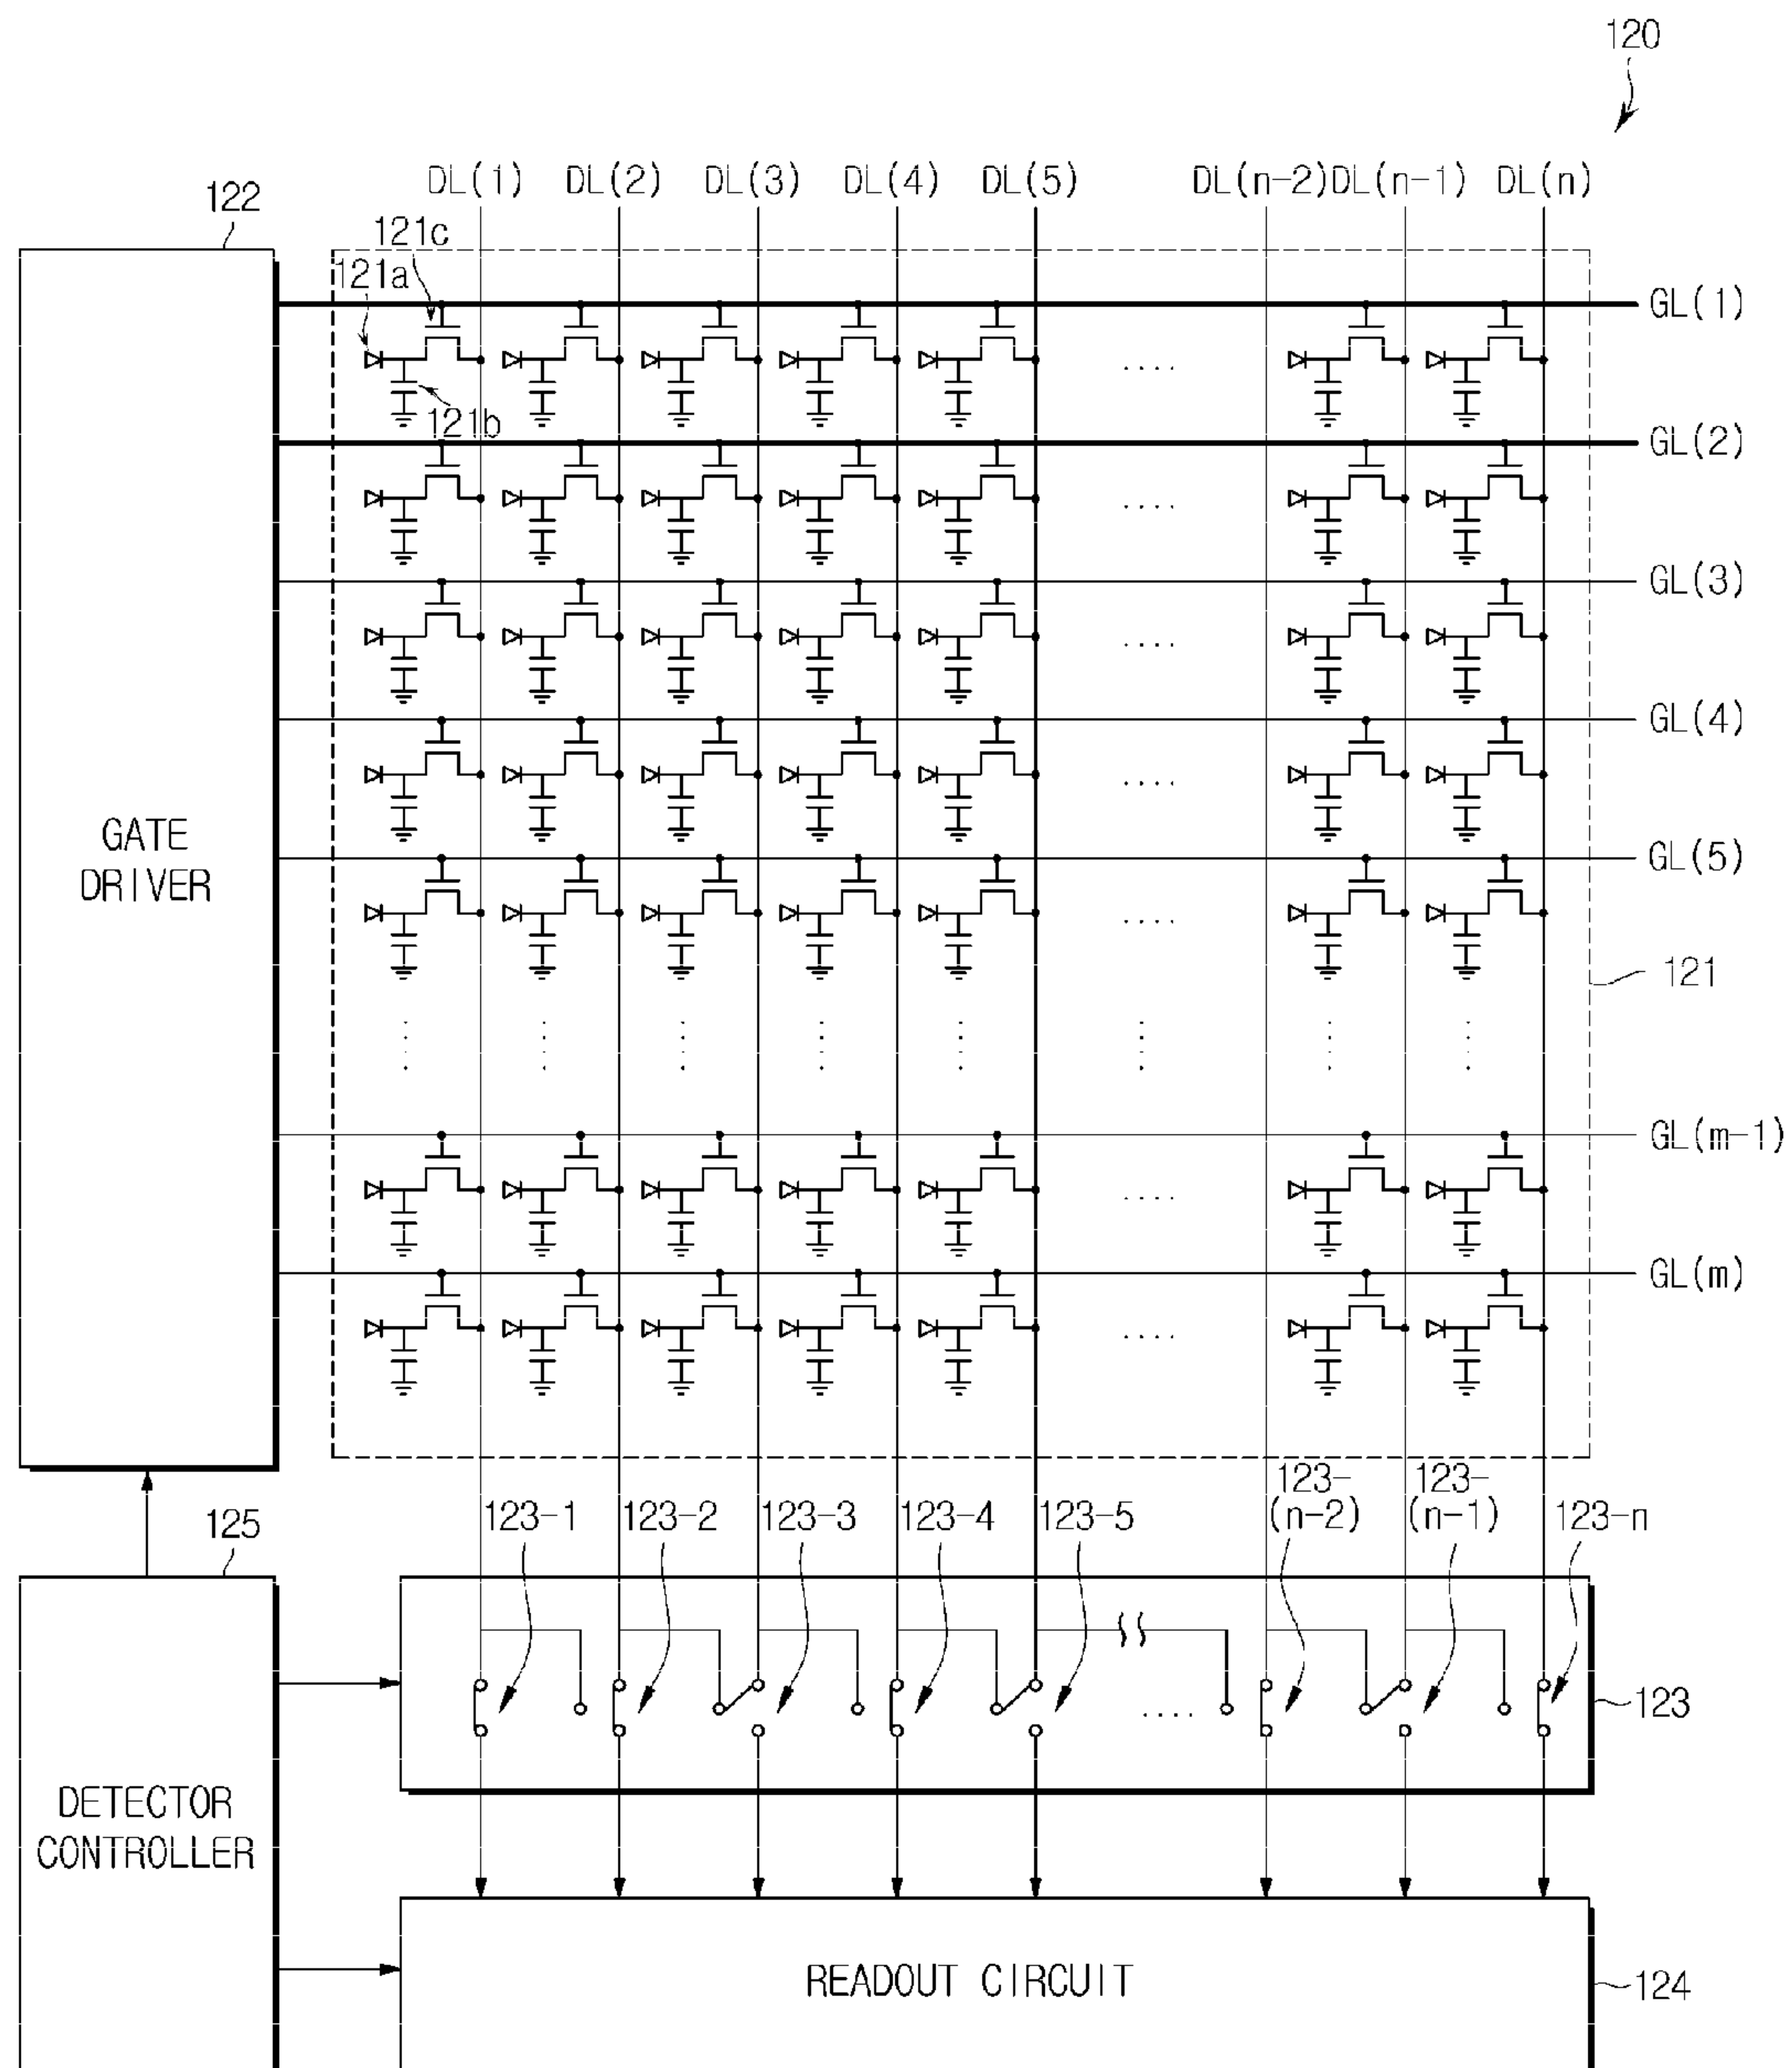 120
DL(1) DL(2) DL(3) DL(4) DL(5) DL(n-2) DL(n-1) DL(n)
122
121c
121a
GL(1)
121b
GL(2)
GL(3)
GL(4)
GATE
DRIVER
GL(5)
121
GL(m-1)
GL(m)
125
123-1 123-2 123-3 123-4 123-5 123-(n-2) 123-(n-1) 123-n
123
DETECTOR
CONTROLLER
READOUT CIRCUIT
124